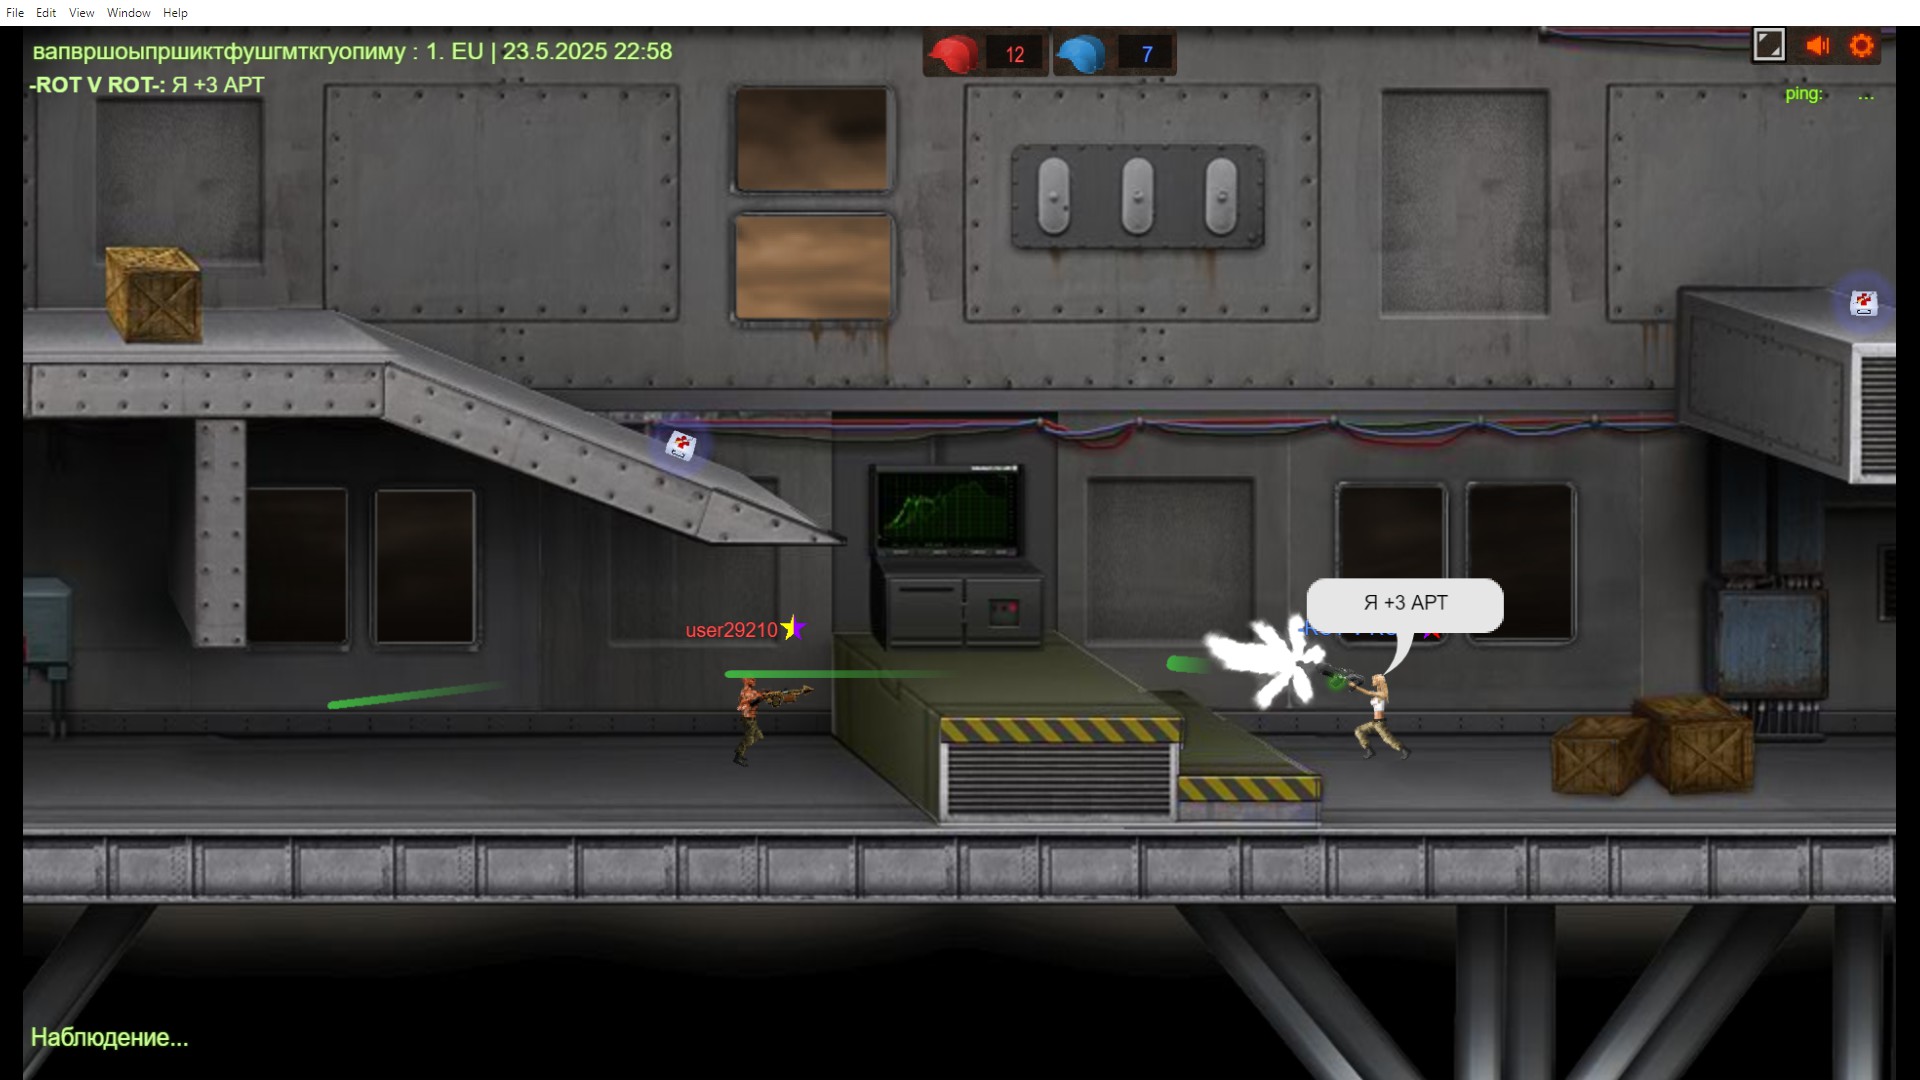 File Edit View Window Help
вапвршоыпршиктфушгмткгуопиму : 1. EU | 23.5.2025 22:58
12
7
-ROT V ROT-: Я +3 АРТ
ping: ...
Я +3 АРТ
user29210
Наблюдение...